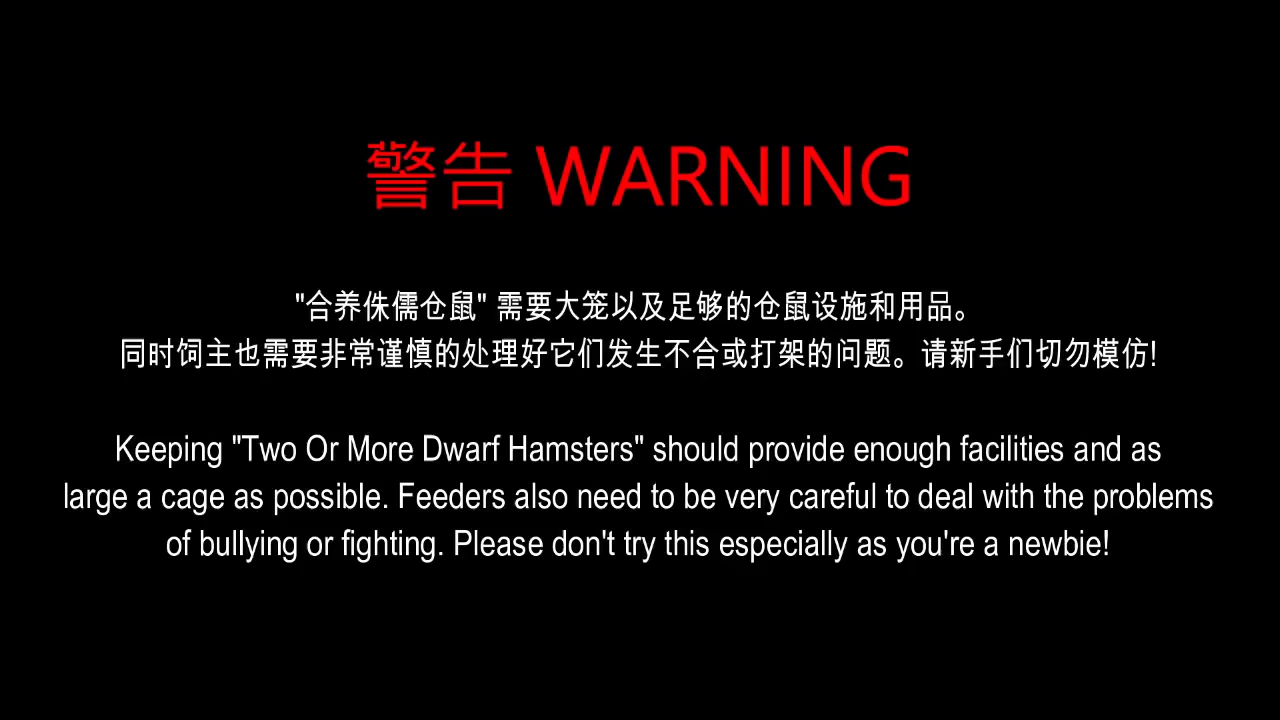 警告 WARNING
"合养侏儒仓鼠" 需要大笼以及足够的仓鼠设施和用品。
同时饲主也需要非常谨慎的处理好它们发生不合或打架的问题。请新手们切勿模仿!
Keeping "Two Or More Dwarf Hamsters" should provide enough facilities and as
large a cage as possible. Feeders also need to be very careful to deal with the problems
of bullying or fighting. Please don't try this especially as you're a newbie!